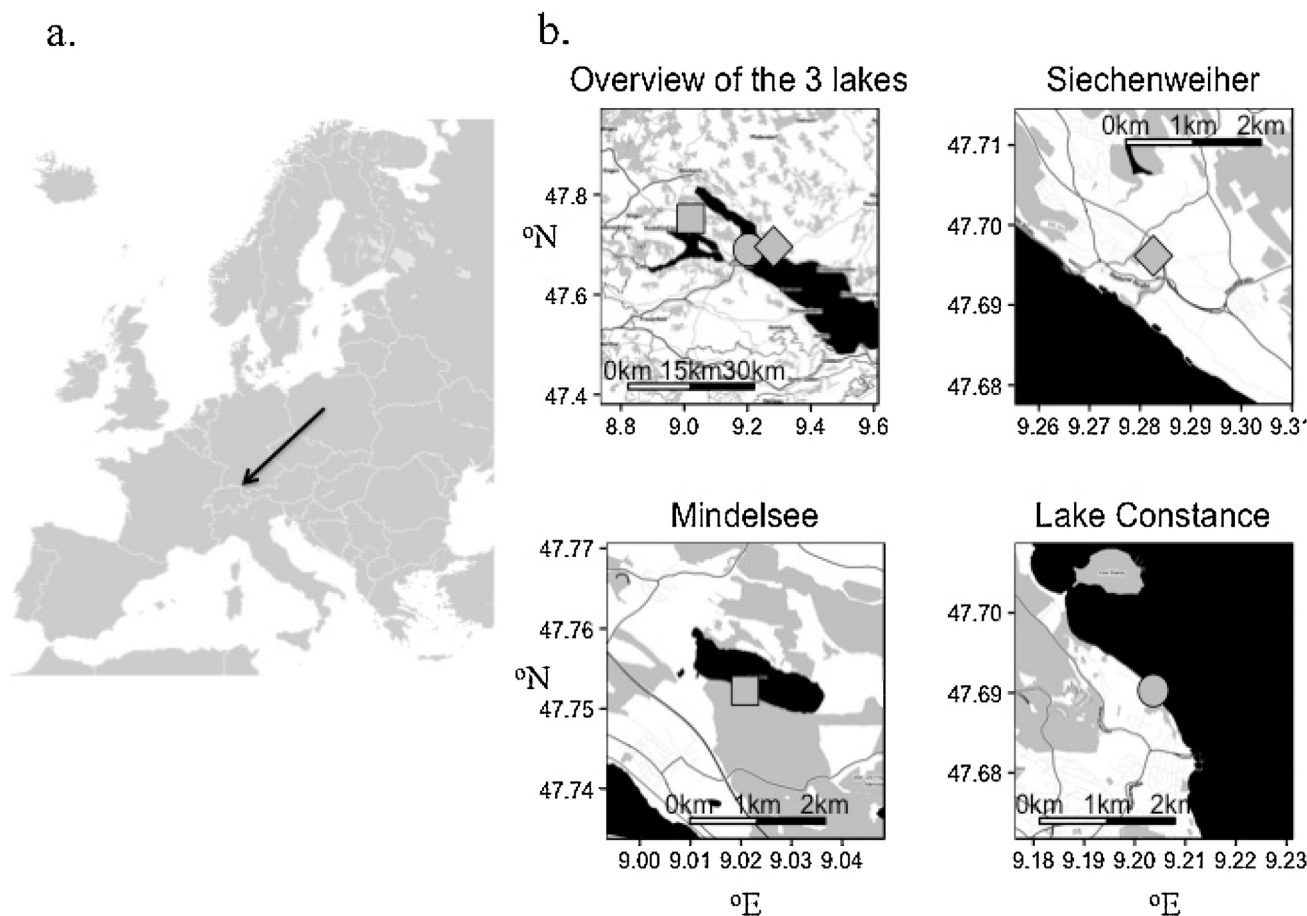 a.
b.
Overview of the 3 lakes
47.8
47.6
47.4
ºN
0km 15km 30km
8.8 9.0 9.2 9.4 9.6
Siechenweiher
0km 1km 2km
47.71
47.70
47.69
47.68
9.26 9.27 9.28 9.29 9.30 9.31
Mindelsee
47.77
47.76
47.75
47.74
ºN
0km 1km 2km
9.00 9.01 9.02 9.03 9.04
ºE
Lake Constance
47.70
47.69
47.68
0km 1km 2km
9.18 9.19 9.20 9.21 9.22 9.23
ºE